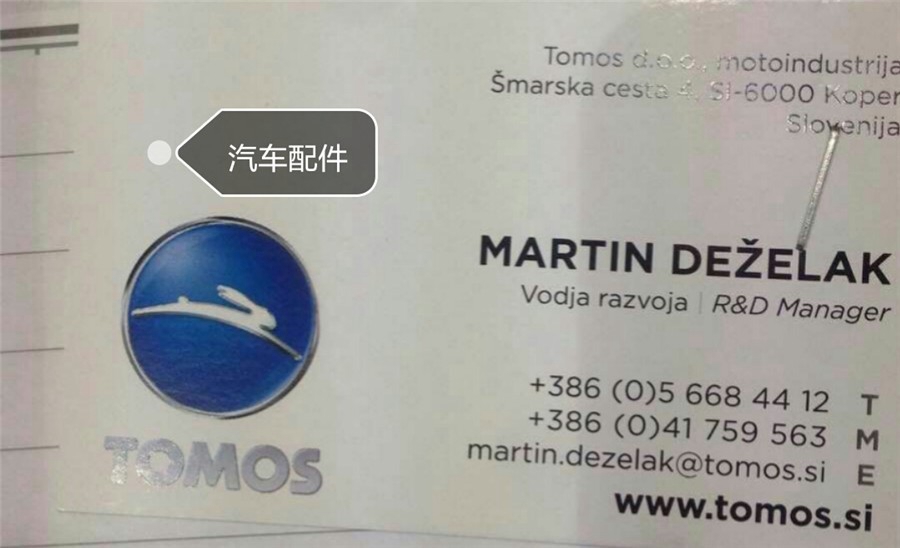 Tomos d.o.o., motoindustrija
Šmarska cesta 4, SI-6000 Koper
Slovenija
汽车配件
MARTIN DEŽELAK
Vodja razvoja | R&D Manager
+386 (0)5 668 44 12 T
+386 (0)41 759 563 M
martin.dezelak@tomos.si E
www.tomos.si
TOMOS